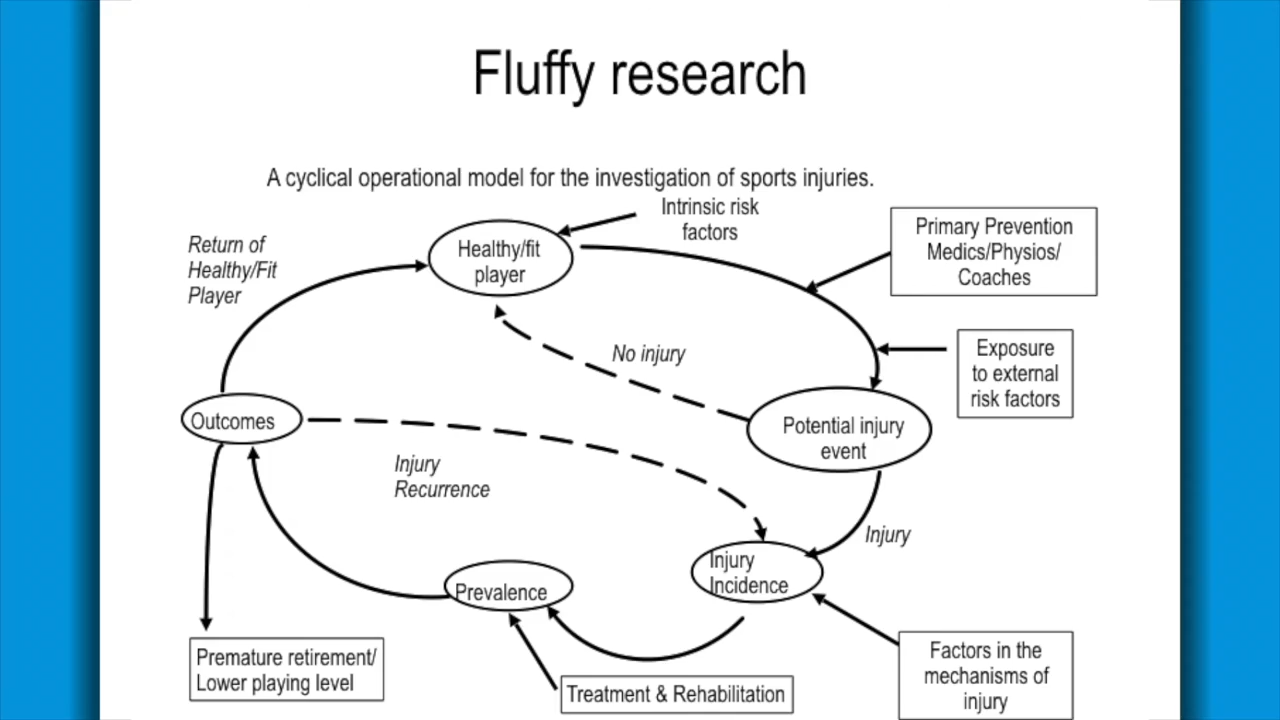 Fluffy research
A cyclical operational model for the investigation of sports injuries.
Intrinsic risk
factors
Primary Prevention
Medics/Physios/
Coaches
Return of
Healthy/Fit
Player
Healthy/fit
player
No injury
Exposure
to external
risk factors
Outcomes
Potential injury
event
Injury
Recurrence
Injury
Injury
Incidence
Prevalence
Premature retirement/
Lower playing level
Treatment & Rehabilitation
Factors in the
mechanisms of
injury